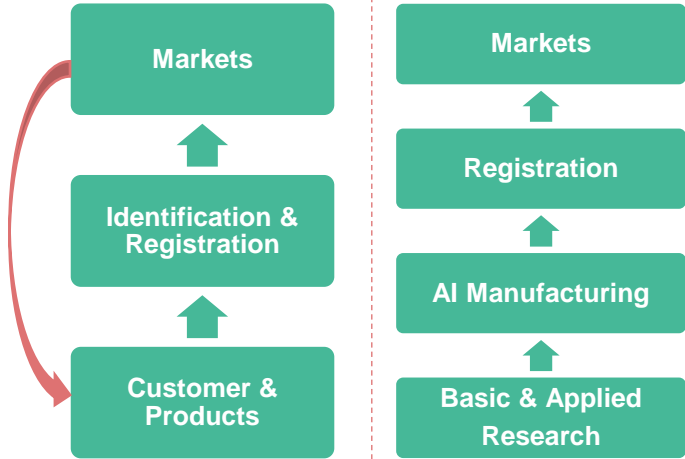 Markets
Identification &
Registration
Customer &
Products
Markets
Registration
AI Manufacturing
Basic & Applied
Research